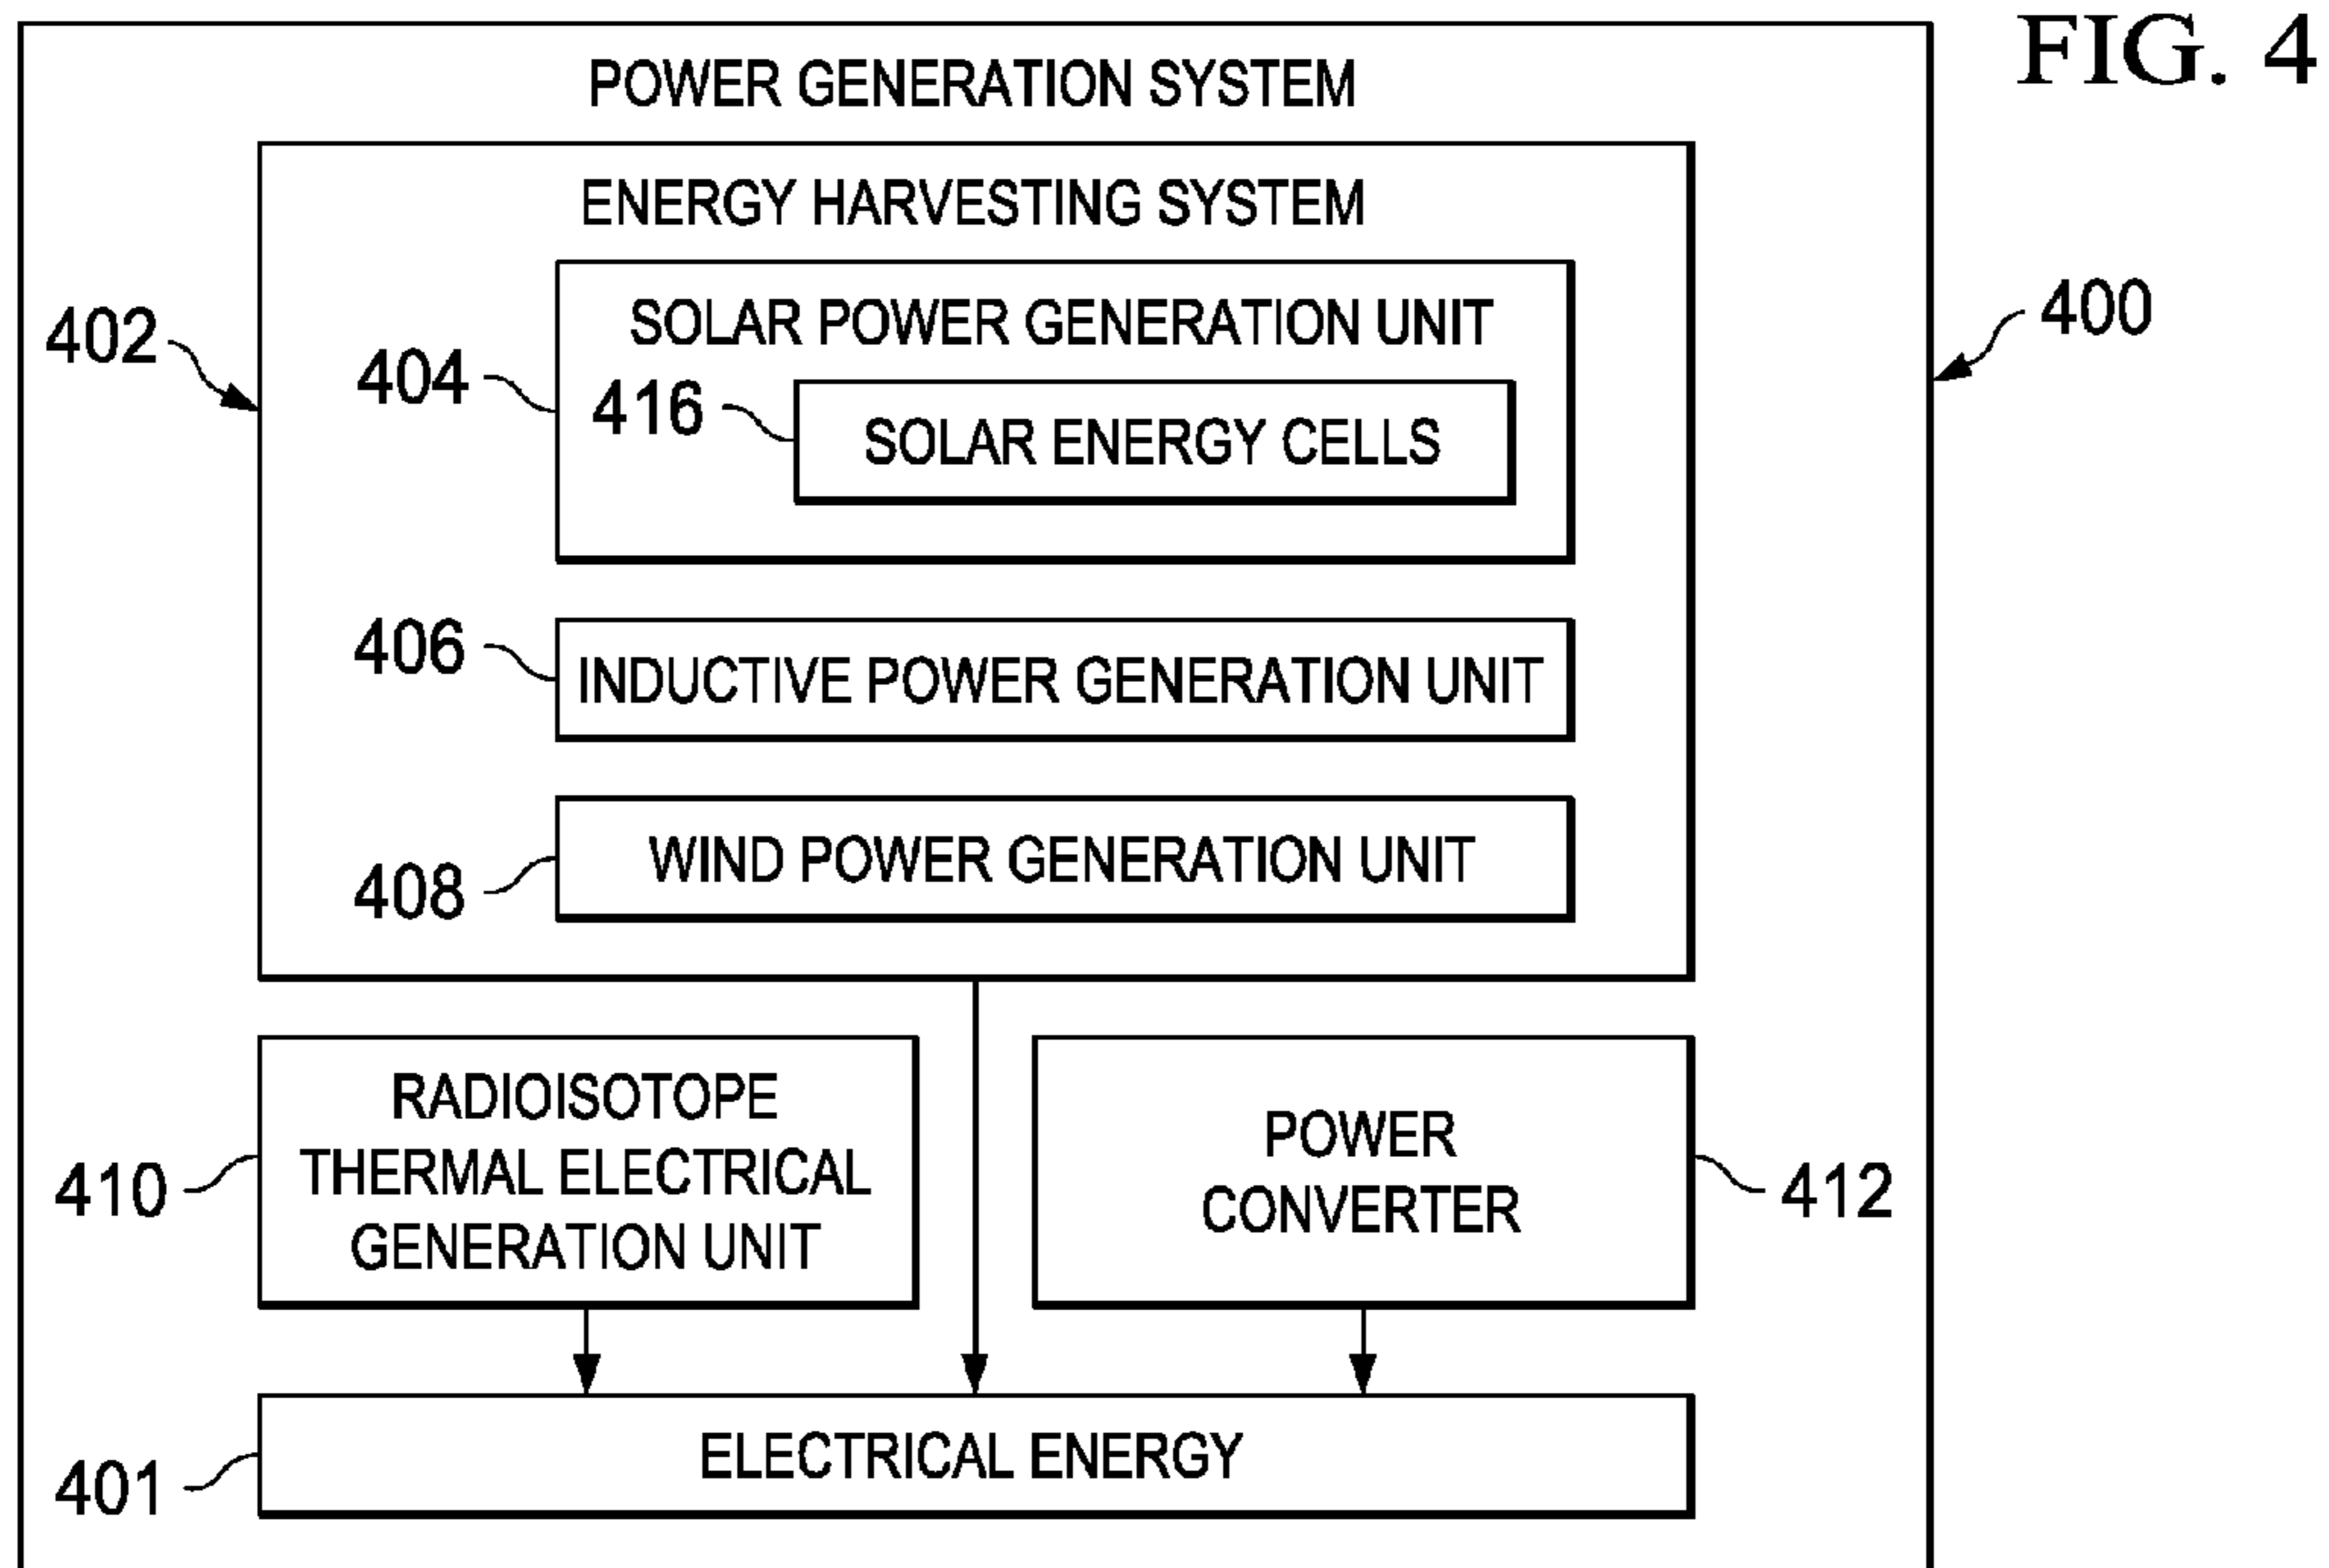 FIG. 4
POWER GENERATION SYSTEM
ENERGY HARVESTING SYSTEM
SOLAR POWER GENERATION UNIT
400
402
404
416
SOLAR ENERGY CELLS
406
INDUCTIVE POWER GENERATION UNIT
408
WIND POWER GENERATION UNIT
410
RADIOISOTOPE
THERMAL ELECTRICAL
GENERATION UNIT
POWER
CONVERTER
412
401
ELECTRICAL ENERGY